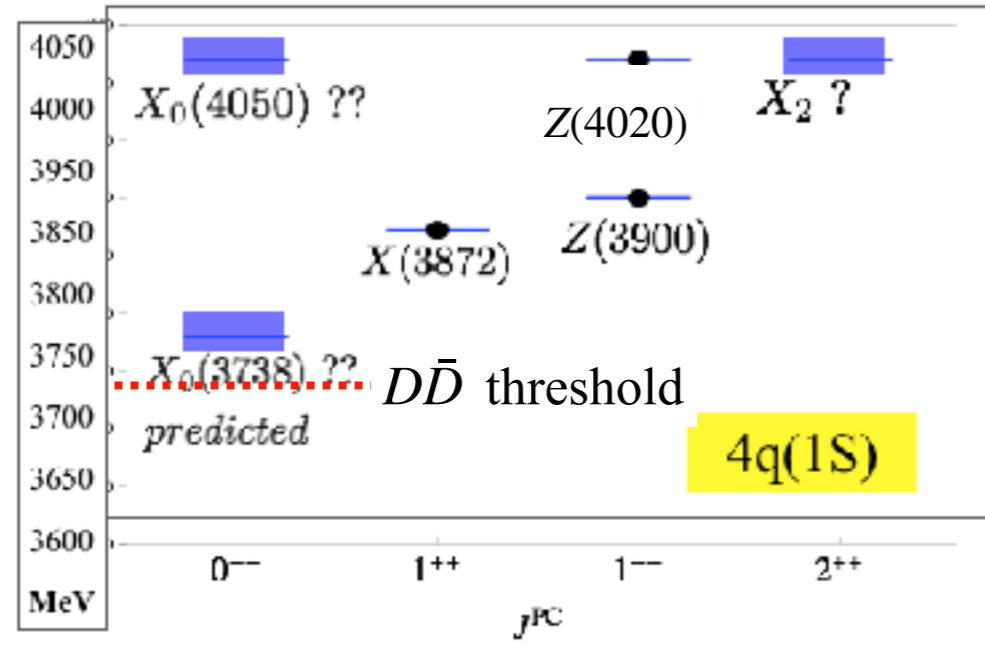 4050
4000
3950
3850
3800
3750
3700
3650
3600
MeV
X₀(4050) ??
Z(4020)
X₂ ?
X(3872)
Z(3900)
X₀(3738) ??
predicted
DD̄ threshold
4q(1S)
0⁻⁻ 1⁺⁺ 1⁻⁻ 2⁺⁺
Jᴾᶜ